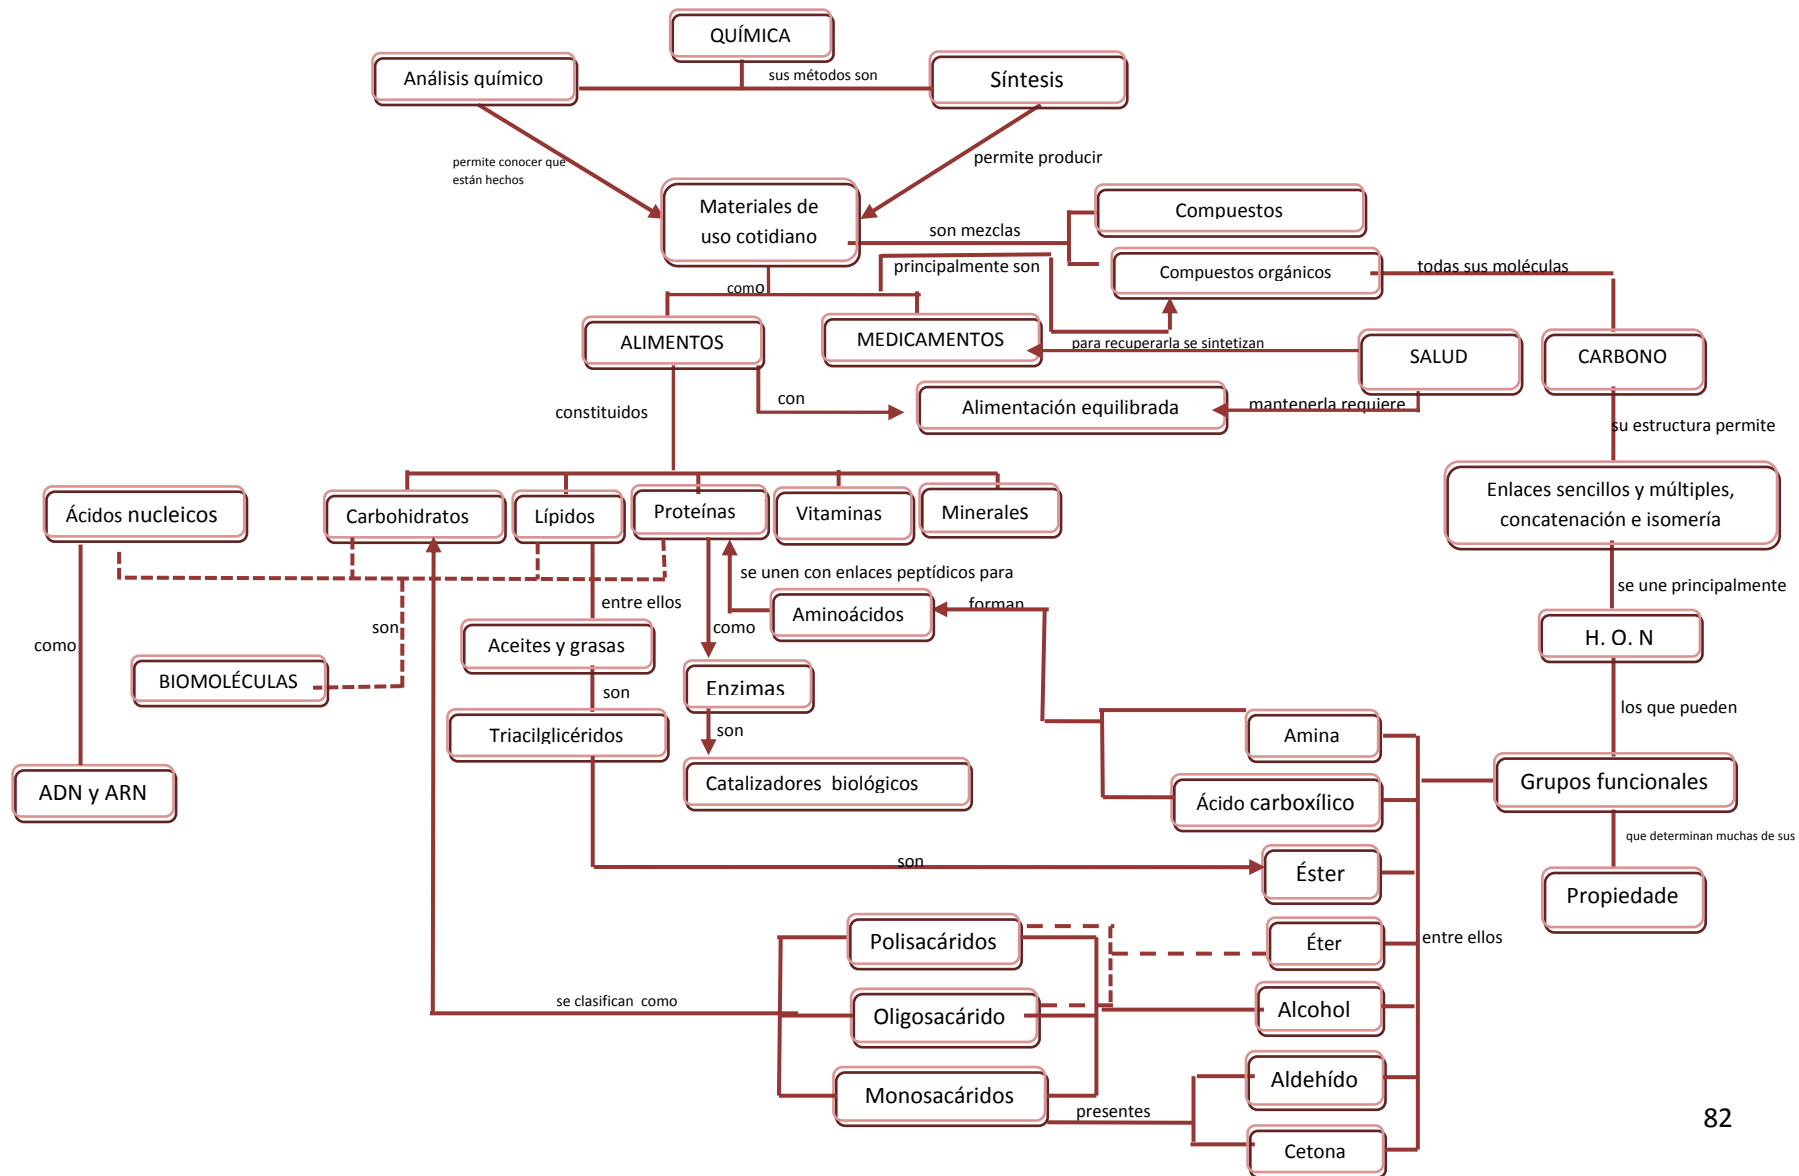 QUÍMICA
Análisis químico
sus métodos son
Síntesis
permite conocer que
están hechos
permite producir
Materiales de
uso cotidiano
son mezclas
Compuestos
principalmente son
Compuestos orgánicos
todas sus moléculas
como
ALIMENTOS
MEDICAMENTOS
para recuperarla se sintetizan
SALUD
CARBONO
constituidos
con
Alimentación equilibrada
mantenerla requiere
su estructura permite
Ácidos nucleicos
Carbohidratos
Lípidos
Proteínas
Vitaminas
Minerales
Enlaces sencillos y múltiples,
concatenación e isomería
se unen con enlaces peptídicos para
se une principalmente
entre ellos
Aminoácidos
forman
como
son
como
Aceites y grasas
H. O. N
BIOMOLÉCULAS
son
Enzimas
los que pueden
Triacilglicéridos
son
Amina
ADN y ARN
Catalizadores biológicos
Ácido carboxílico
Grupos funcionales
que determinan muchas de sus
son
Éster
Propiedade
Polisacáridos
Éter
entre ellos
se clasifican como
Oligosacárido
Alcohol
Monosacáridos
Aldehído
presentes
Cetona
82